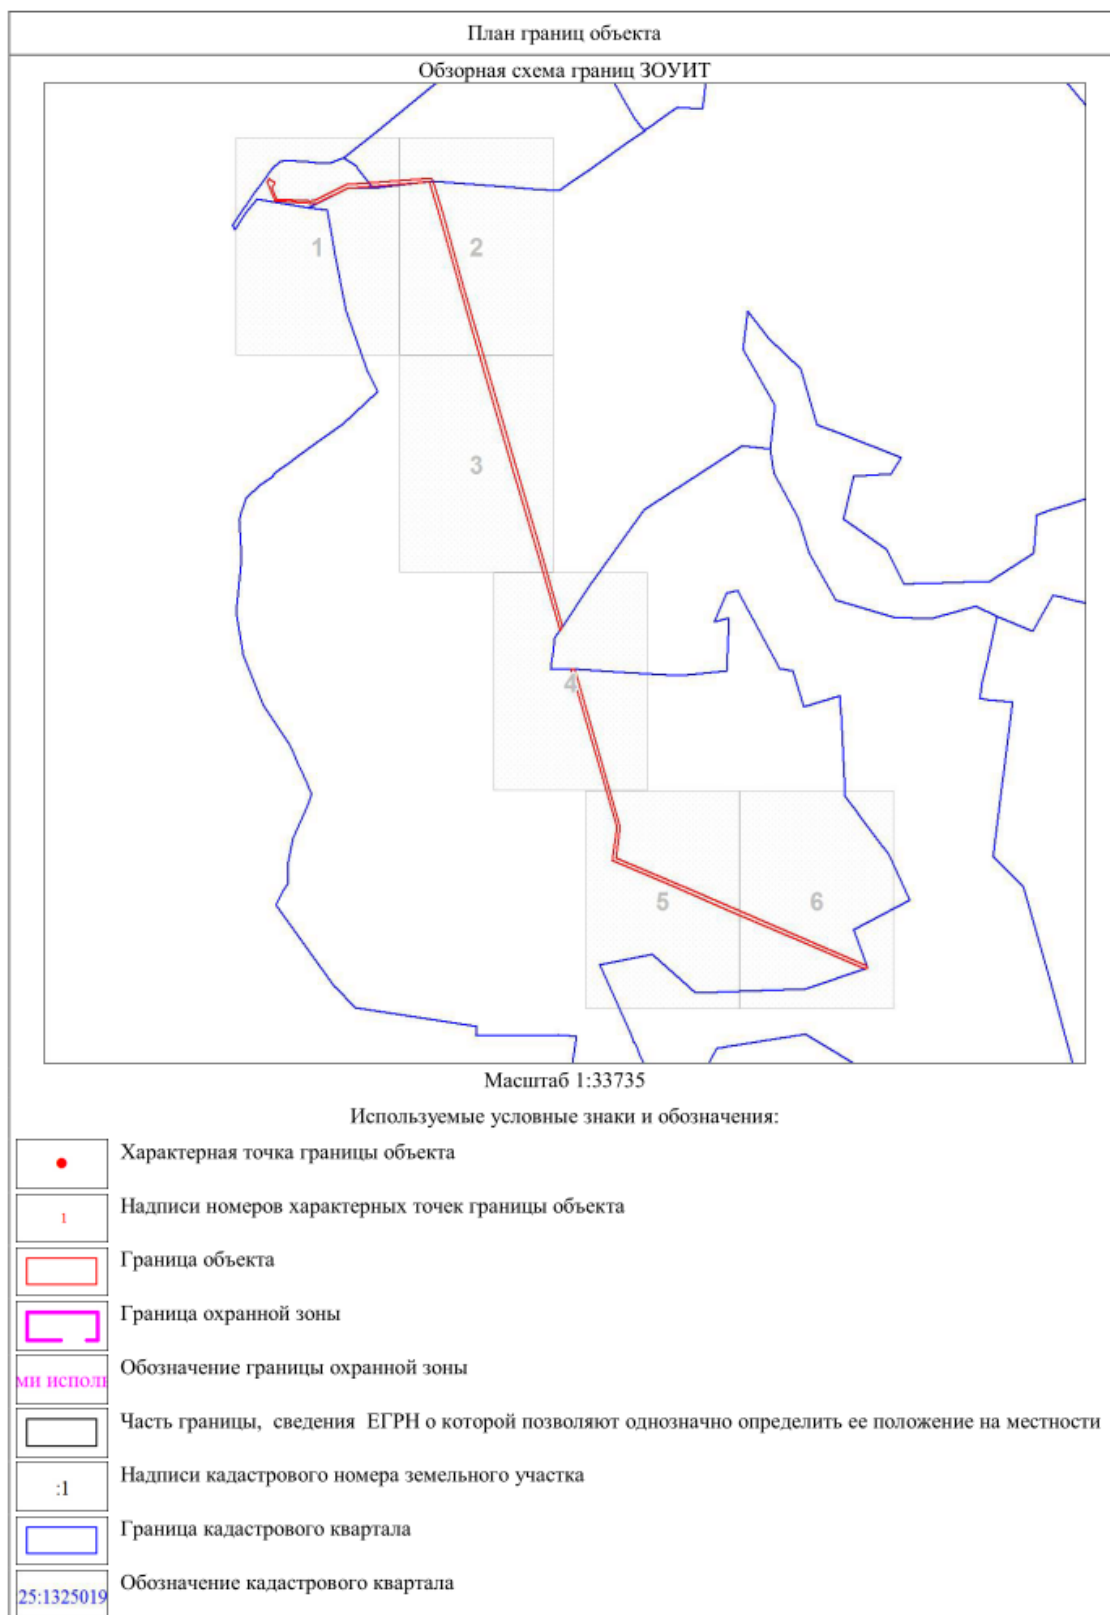 План границ объекта
Обзорная схема границ ЗОУИТ
1
2
3
4
5
6
Масштаб 1:33735
Используемые условные знаки и обозначения:
Характерная точка границы объекта
1 Надписи номеров характерных точек границы объекта
Граница объекта
Граница охранной зоны
ми исполь Обозначение границы охранной зоны
Часть границы, сведения ЕГРН о которой позволяют однозначно определить ее положение на местности
:1 Надписи кадастрового номера земельного участка
Граница кадастрового квартала
25:1325019 Обозначение кадастрового квартала